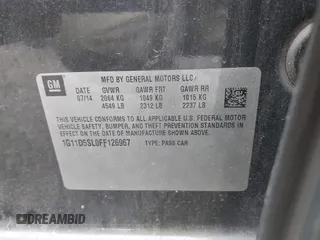 GM
MFD BY GENERAL MOTORS LLC
DATE GVWR GAWR FRT GAWR RR
07/14 2064 KG 1049 KG 1015 KG
4549 LB 2312 LB 2237 LB
THIS VEHICLE CONFORMS TO ALL APPLICABLE U.S. FEDERAL MOTOR
VEHICLE SAFETY, BUMPER, AND THEFT PREVENTION STANDARDS IN EFFECT
ON THE DATE OF MANUFACTURE SHOWN ABOVE.
1G11D5SL0FF126967 TYPE: PASS CAR
DREAMBID